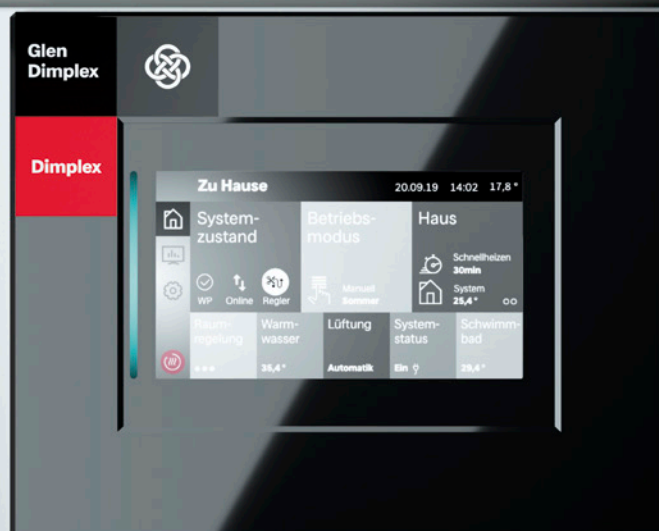 Glen
Dimplex
Dimplex
Zu Hause
20.09.19 14:02 17,8°
System-
zustand
WP Online Regler
Betriebs-
modus
Manuell
Sommer
Haus
Schnellheizen
30min
System
25,4°
Raum-
regelung
Warm-
wasser
35,4°
Lüftung
Automatik
System-
status
Ein
Schwimm-
bad
29,4°